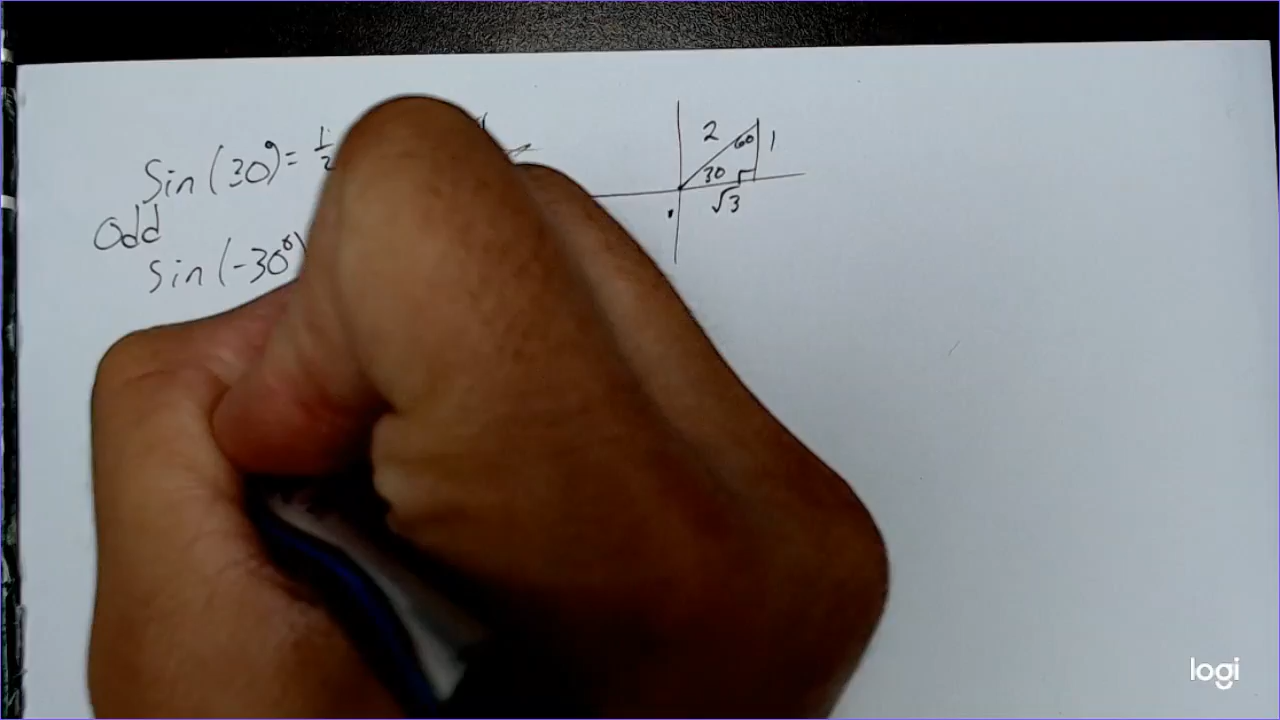 Sin(30°)= 1/2
Odd
Sin(-30°)
2
60
1
30
√3
logi